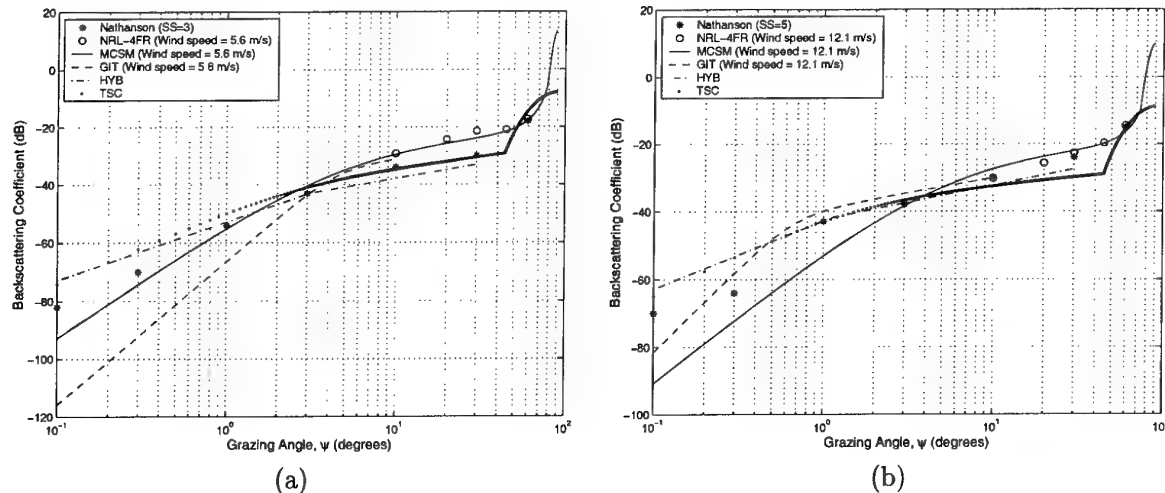 Nathanson (SS=3)
NRL-4FR (Wind speed = 5.6 m/s)
MCSM (Wind speed = 5.6 m/s)
GIT (Wind speed = 5.6 m/s)
HYB
TSC
20
0
-20
-40
-60
-80
-100
-120
Backscattering Coefficient (dB)
10^-1
10^0
10^1
10^2
Grazing Angle, ψ (degrees)
(a)
Nathanson (SS=5)
NRL-4FR (Wind speed = 12.1 m/s)
MCSM (Wind speed = 12.1 m/s)
GIT (Wind speed = 12.1 m/s)
HYB
TSC
20
0
-20
-40
-60
-80
-100
Backscattering Coefficient (dB)
10^-1
10^0
10^1
10
Grazing Angle, ψ (degrees)
(b)